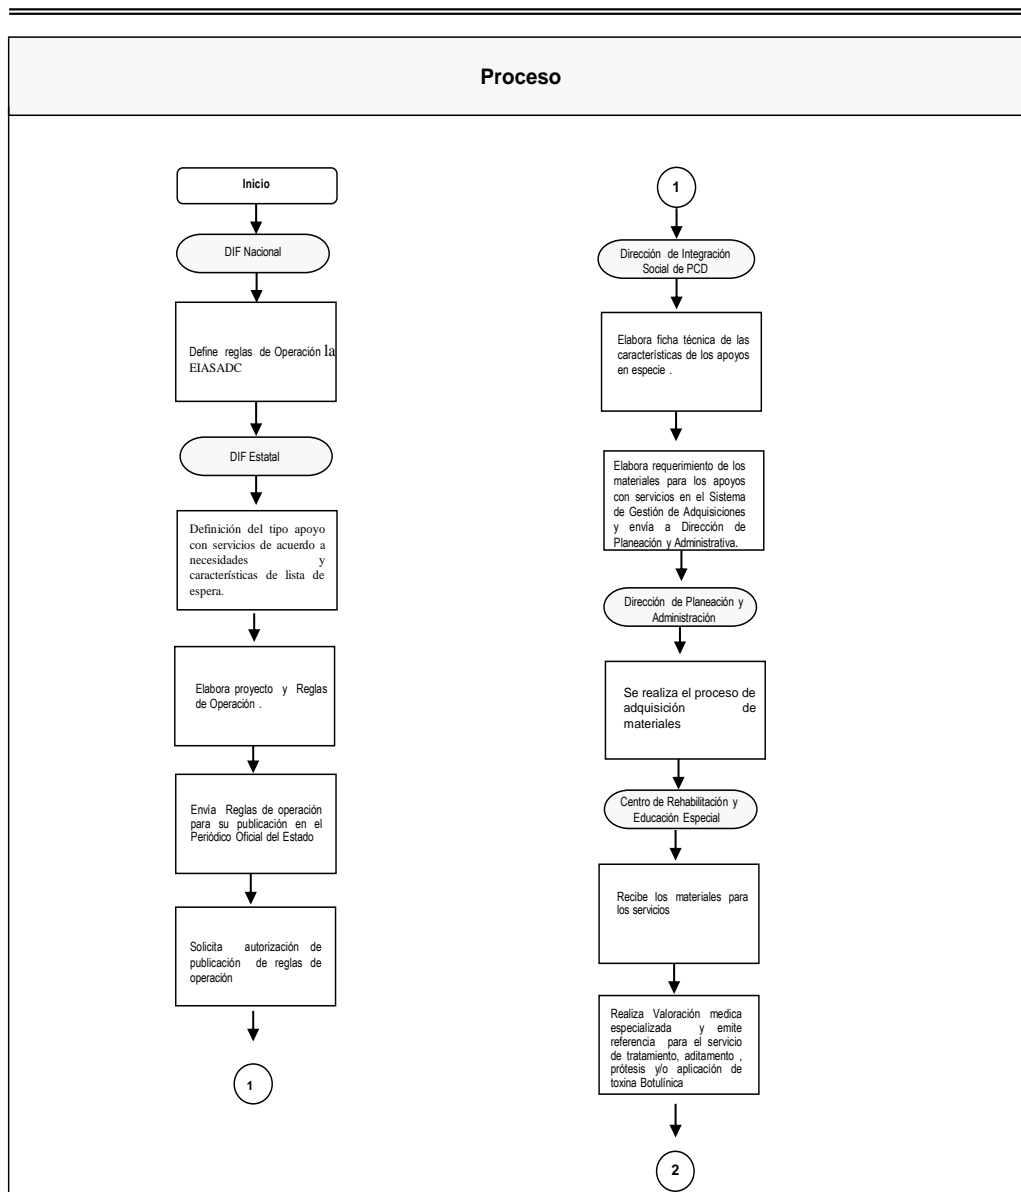 Proceso
Inicio
DIF Nacional
Define reglas de Operación la
EIASADC
DIF Estatal
Definición del tipo apoyo
con servicios de acuerdo a
necesidades y
características de lista de
espera.
Elabora proyecto y Reglas
de Operación .
Envía Reglas de operación
para su publicación en el
Periódico Oficial del Estado
Solicita autorización de
publicación de reglas de
operación
1
1
Dirección de Integración
Social de PCD
Elabora ficha técnica de las
características de los apoyos
en especie .
Elabora requerimiento de los
materiales para los apoyos
con servicios en el Sistema
de Gestión de Adquisiciones
y envía a Dirección de
Planeación y Administrativa.
Dirección de Planeación y
Administración
Se realiza el proceso de
adquisición de
materiales
Centro de Rehabilitación y
Educación Especial
Recibe los materiales para
los servicios
Realiza Valoración medica
especializada y emite
referencia para el servicio
de tratamiento, aditamento ,
prótesis y/o aplicación de
toxina Botulínica
2